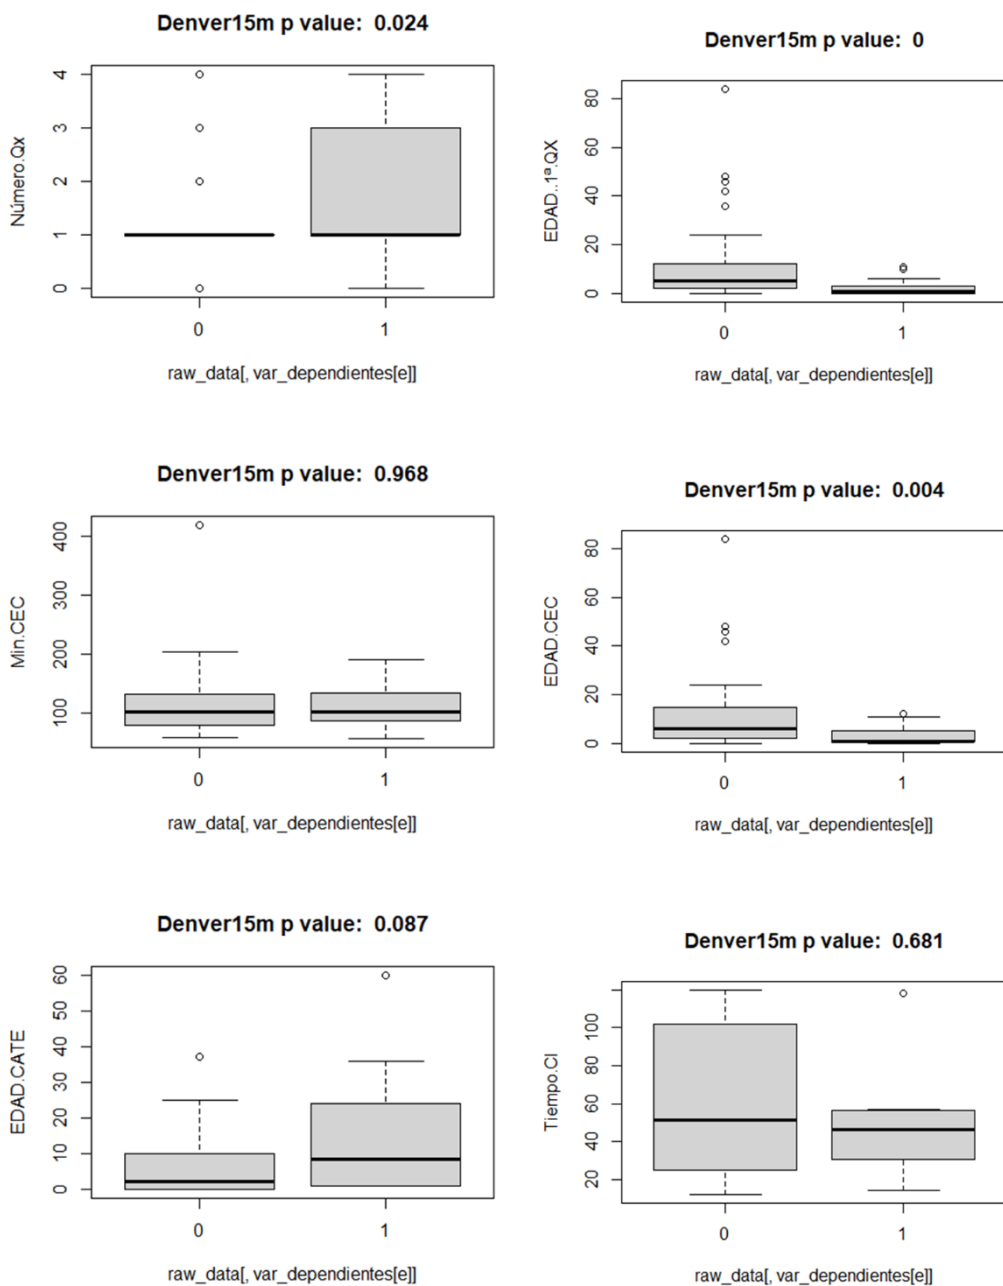 Denver15m p value:  0.024
Número.Qx
0
1
2
3
4
0
1
raw_data[, var_dependientes[e]]
Denver15m p value:  0
EDAD..1ª.QX
0
20
40
60
80
0
1
raw_data[, var_dependientes[e]]
Denver15m p value:  0.968
Min.CEC
100
200
300
400
0
1
raw_data[, var_dependientes[e]]
Denver15m p value:  0.004
EDAD.CEC
0
20
40
60
80
0
1
raw_data[, var_dependientes[e]]
Denver15m p value:  0.087
EDAD.CATE
0
10
20
30
40
50
60
0
1
raw_data[, var_dependientes[e]]
Denver15m p value:  0.681
Tiempo.CI
20
40
60
80
100
0
1
raw_data[, var_dependientes[e]]